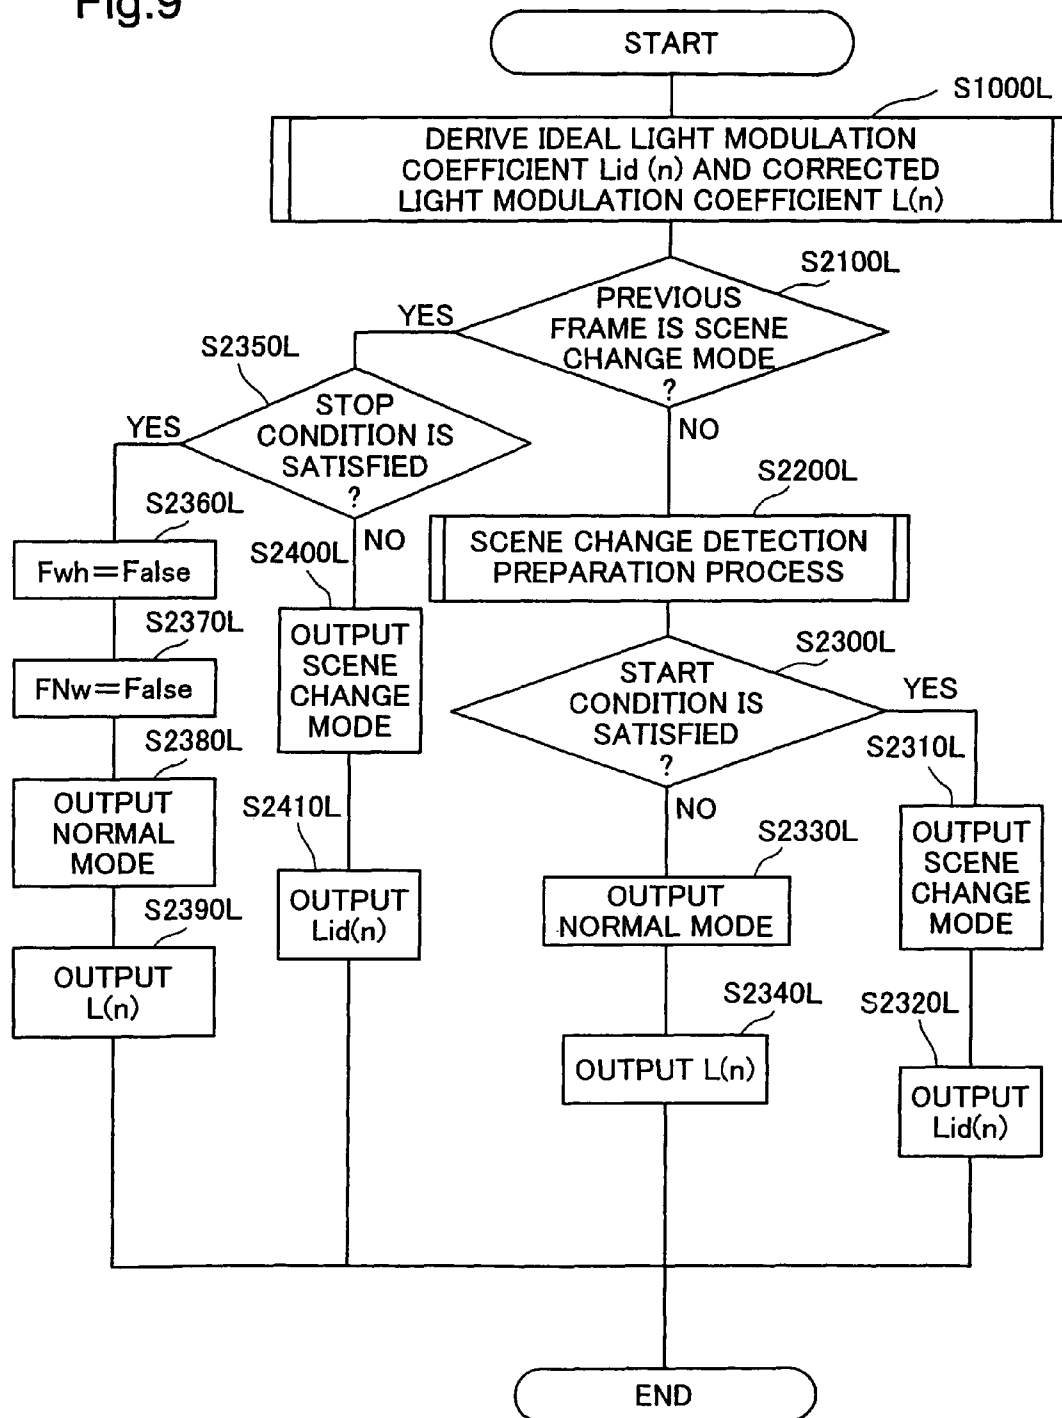 Fig.9
START
S1000L
DERIVE IDEAL LIGHT MODULATION
COEFFICIENT Lid (n) AND CORRECTED
LIGHT MODULATION COEFFICIENT L(n)
S2100L
PREVIOUS
FRAME IS SCENE
CHANGE MODE
?
YES
NO
S2350L
STOP
CONDITION IS
SATISFIED
?
YES
NO
S2200L
SCENE CHANGE DETECTION
PREPARATION PROCESS
S2360L
Fwh=False
S2400L
OUTPUT
SCENE
CHANGE
MODE
S2370L
FNw=False
S2300L
START
CONDITION IS
SATISFIED
?
YES
NO
S2380L
OUTPUT
NORMAL
MODE
S2310L
OUTPUT
SCENE
CHANGE
MODE
S2410L
OUTPUT
Lid(n)
S2330L
OUTPUT
NORMAL MODE
S2390L
OUTPUT
L(n)
S2340L
OUTPUT L(n)
S2320L
OUTPUT
Lid(n)
END